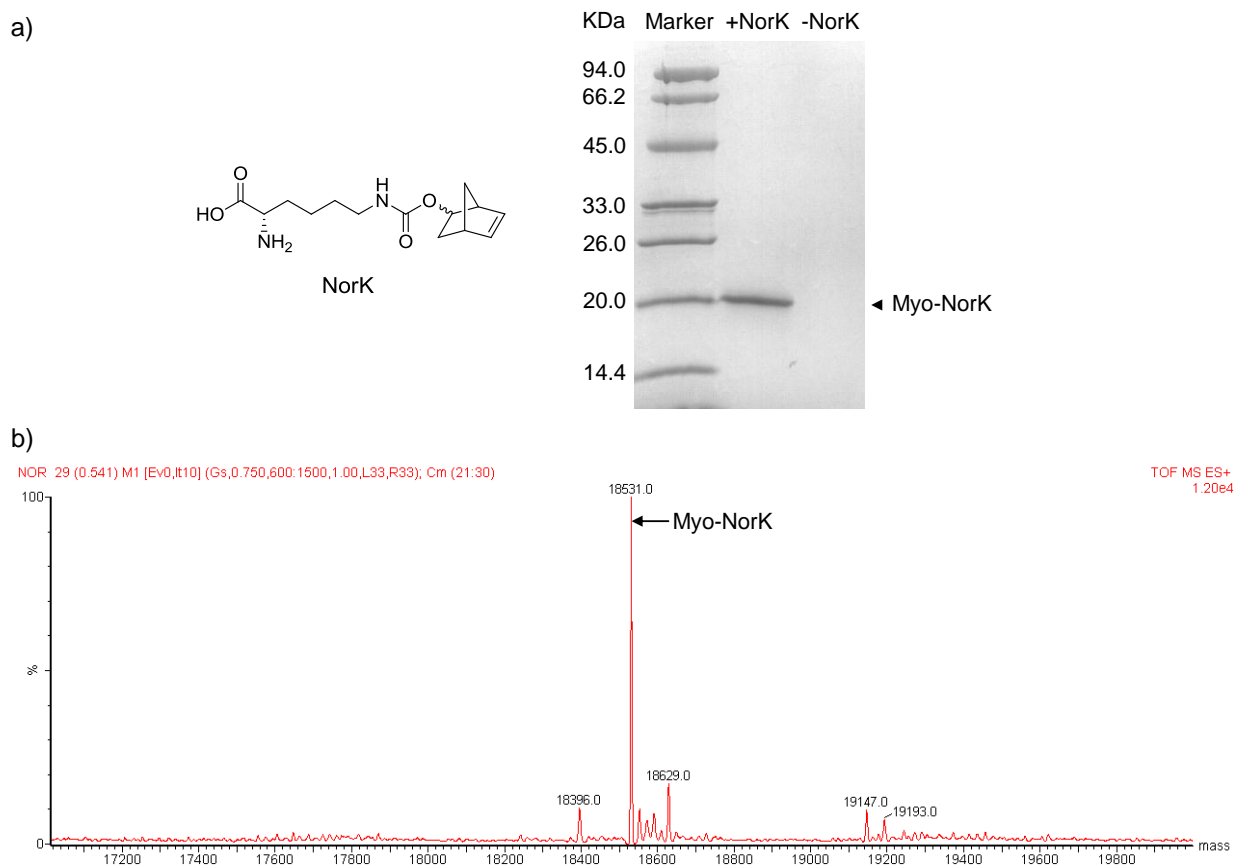 a)
KDa Marker +NorK -NorK
94.0
66.2
45.0
33.0
26.0
20.0
14.4
Myo-NorK
O
HO
NH2
H
N
O
O
NorK
b)
NOR 29 (0.541) M1 [Ev0,It10] (Gs,0.750,600:1500,1.00,L33,R33); Cm (21:30)
TOF MS ES+
1.20e4
100
%
0
18531.0
Myo-NorK
18396.0
18629.0
19147.0
19193.0
17200 17400 17600 17800 18000 18200 18400 18600 18800 19000 19200 19400 19600 19800
mass